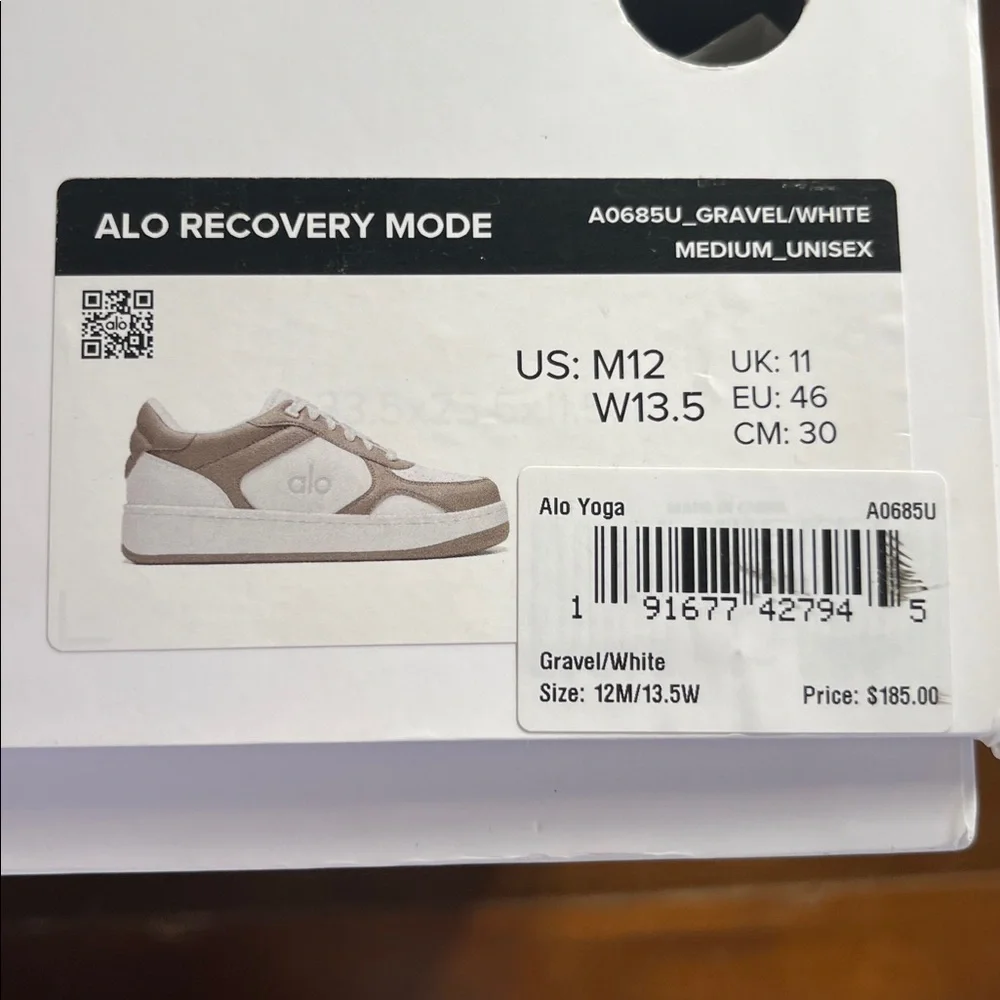 ALO RECOVERY MODE
A0685U_GRAVEL/WHITE
MEDIUM_UNISEX
alo
US: M12
W13.5
UK: 11
EU: 46
CM: 30
alo
Alo Yoga
A0685U
1 91677 42794 5
Gravel/White
Size: 12M/13.5W
Price: $185.00